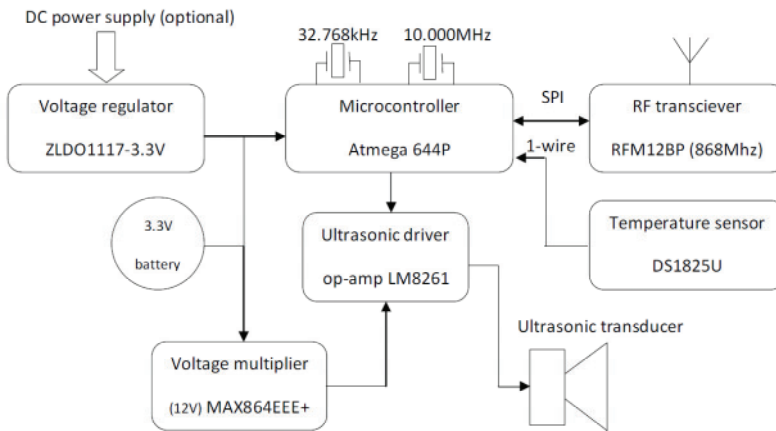 DC power supply (optional)
32.768kHz
10.000MHz
Voltage regulator
ZLDO1117-3.3V
Microcontroller
Atmega 644P
SPI
1-wire
RF transciever
RFM12BP (868Mhz)
3.3V
battery
Ultrasonic driver
op-amp LM8261
Temperature sensor
DS1825U
Ultrasonic transducer
Voltage multiplier
(12V) MAX864EEE+